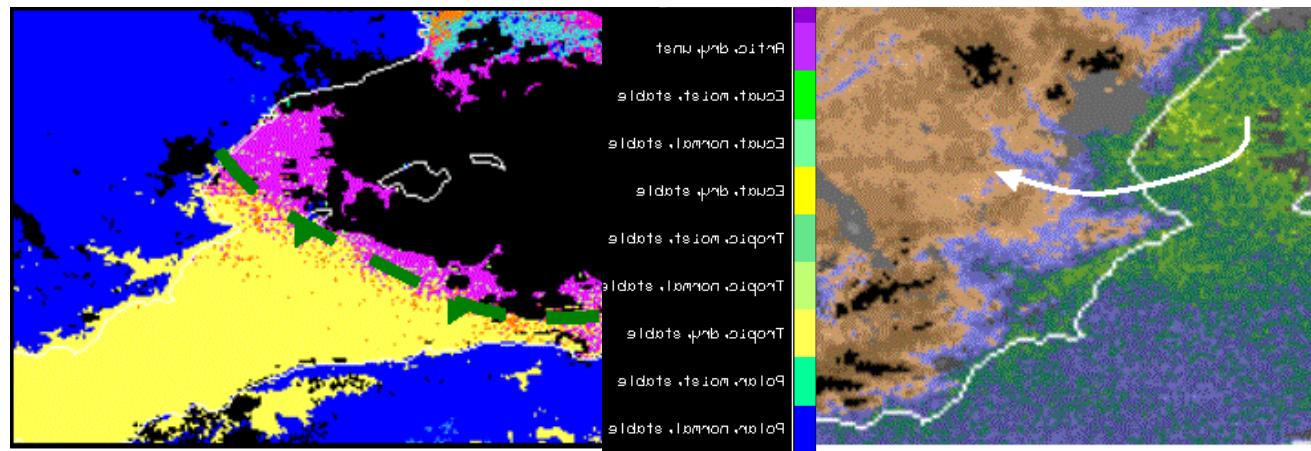 Artic, dry, unst
Equat, moist, stable
Equat, normal, stable
Equat, dry, stable
Tropic, moist, stable
Tropic, normal, stable
Tropic, dry, stable
Polar, moist, stable
Polar, normal, stable